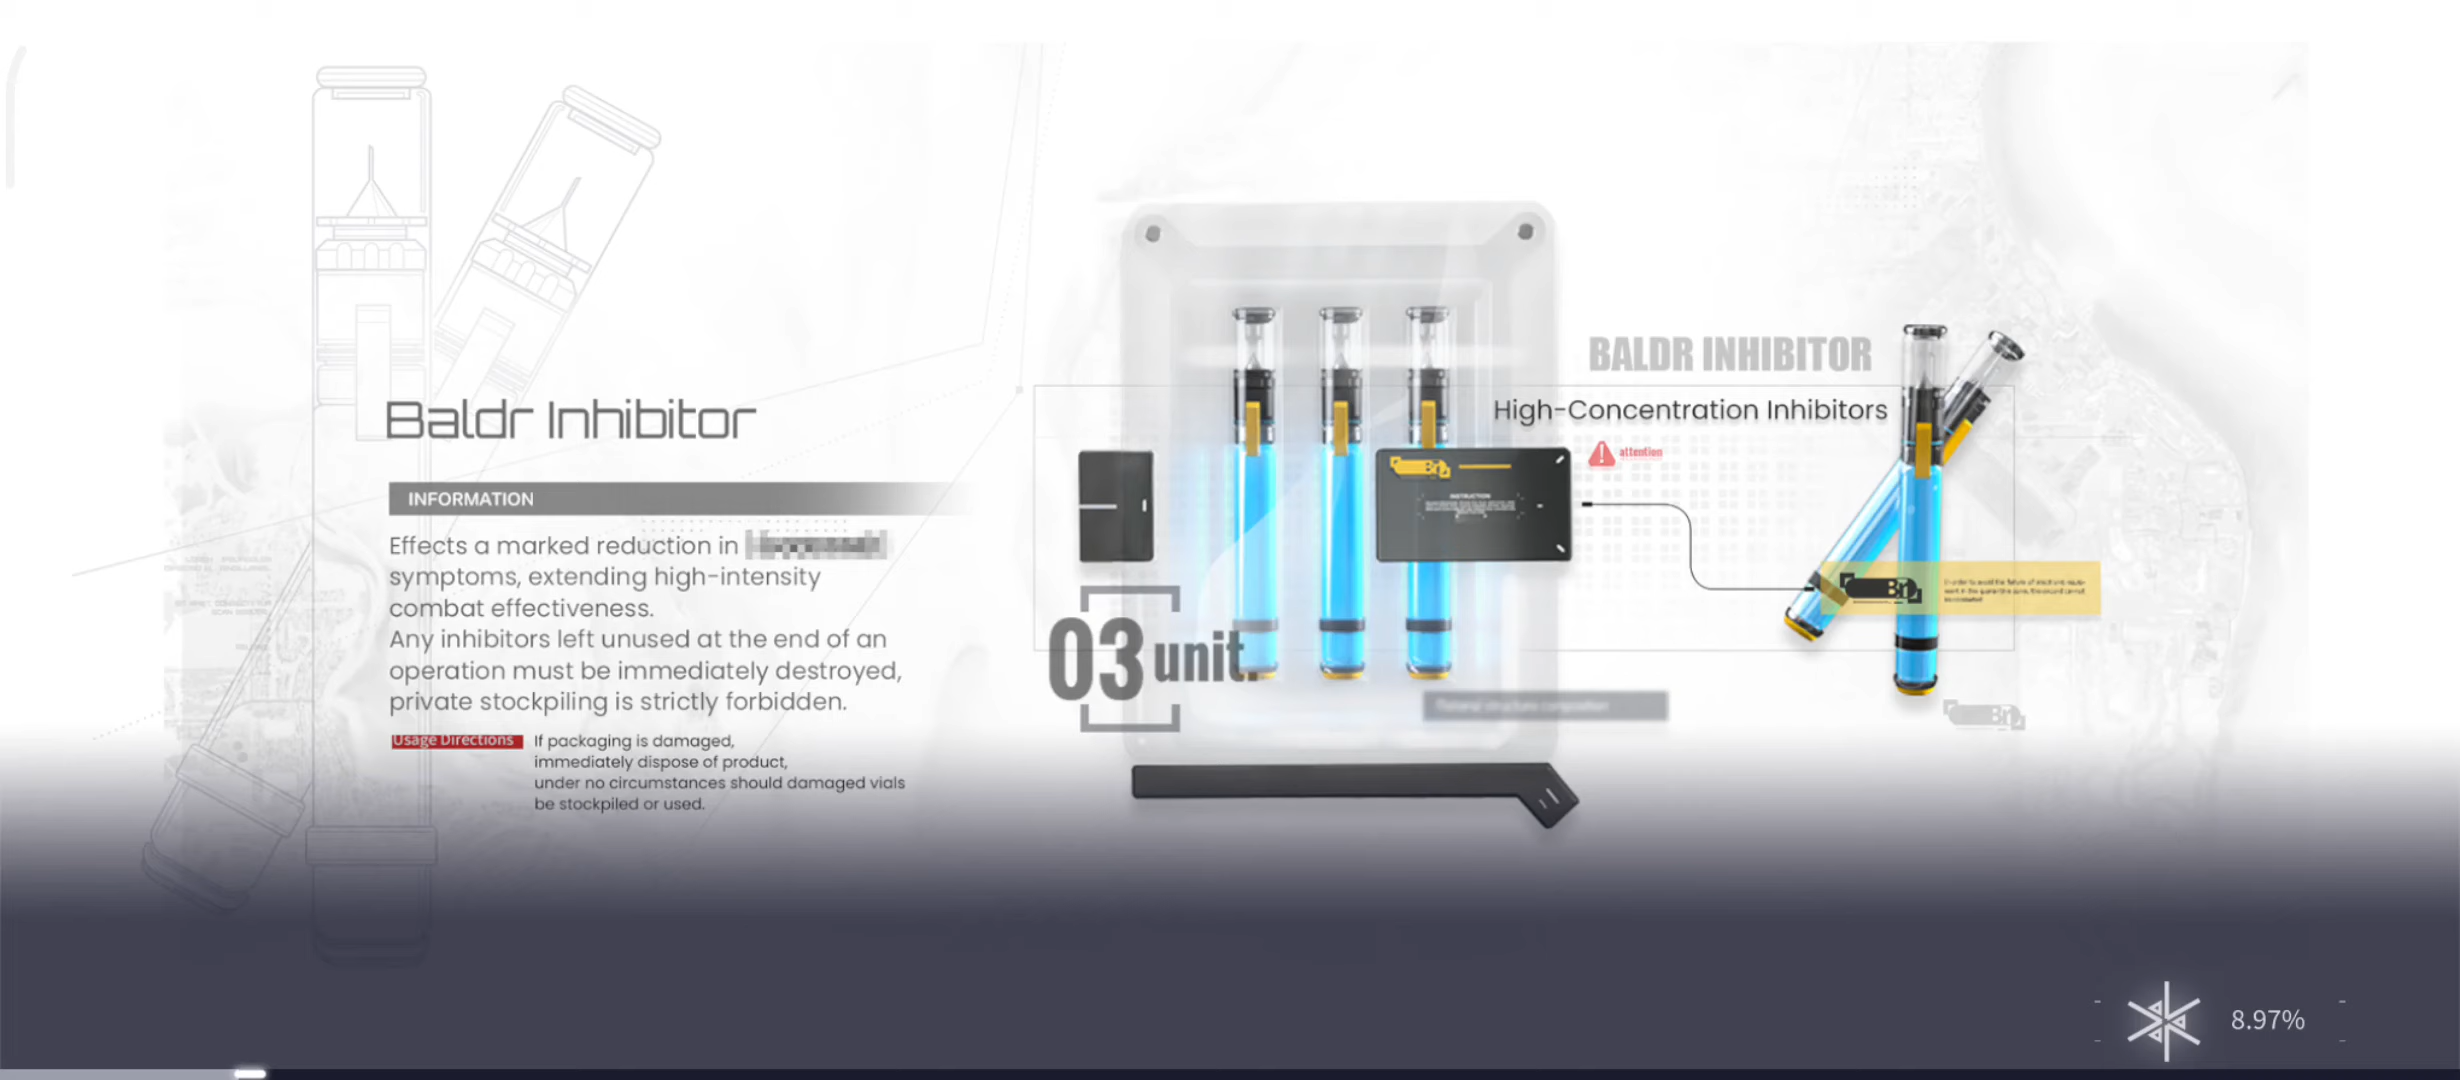 Baldr Inhibitor
INFORMATION
Effects a marked reduction in
symptoms, extending high-intensity
combat effectiveness.
Any inhibitors left unused at the end of an
operation must be immediately destroyed,
private stockpiling is strictly forbidden.
Usage Directions
If packaging is damaged,
immediately dispose of product,
under no circumstances should damaged vials
be stockpiled or used.
BALDR INHIBITOR
High-Concentration Inhibitors
attention
INSTRUCTION
03 unit.
8.97%